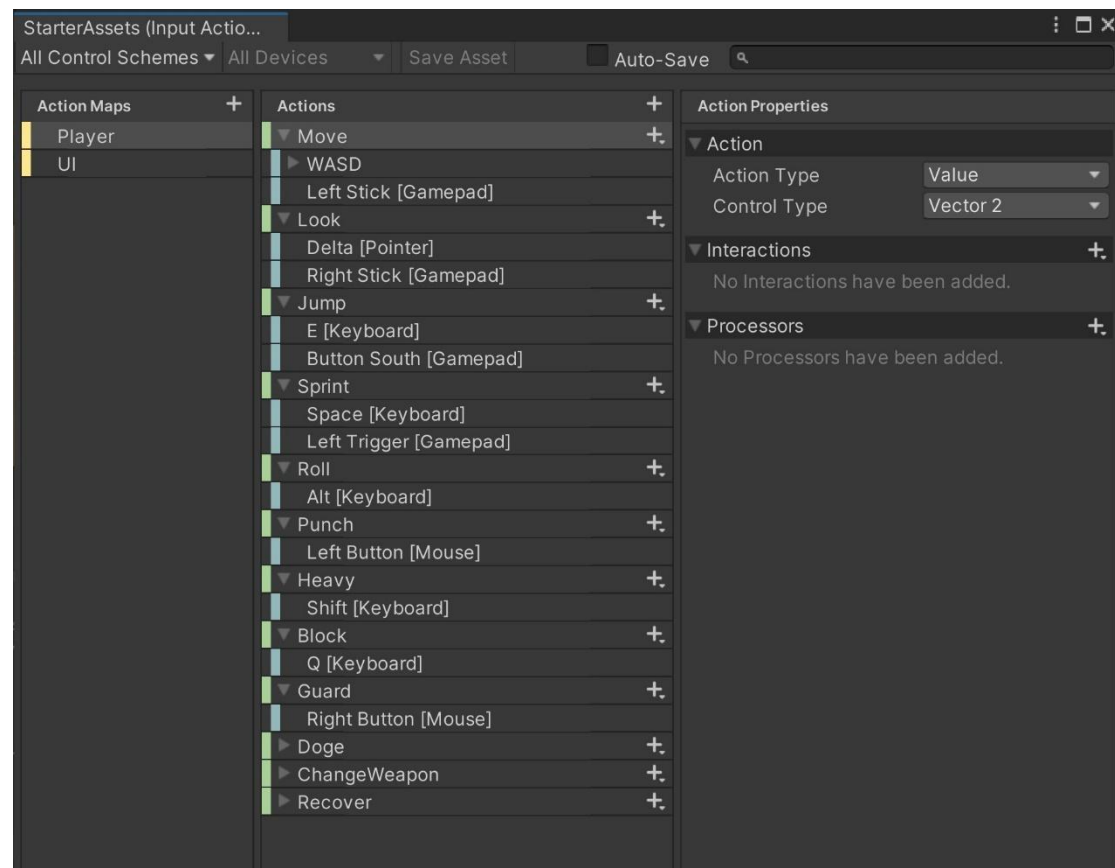 StarterAssets (Input Actio...
All Control Schemes All Devices Save Asset Auto-Save
Action Maps
Player
UI
Actions
Move
WASD
Left Stick [Gamepad]
Look
Delta [Pointer]
Right Stick [Gamepad]
Jump
E [Keyboard]
Button South [Gamepad]
Sprint
Space [Keyboard]
Left Trigger [Gamepad]
Roll
Alt [Keyboard]
Punch
Left Button [Mouse]
Heavy
Shift [Keyboard]
Block
Q [Keyboard]
Guard
Right Button [Mouse]
Doge
ChangeWeapon
Recover
Action Properties
Action
Action Type Value
Control Type Vector 2
Interactions
No Interactions have been added.
Processors
No Processors have been added.